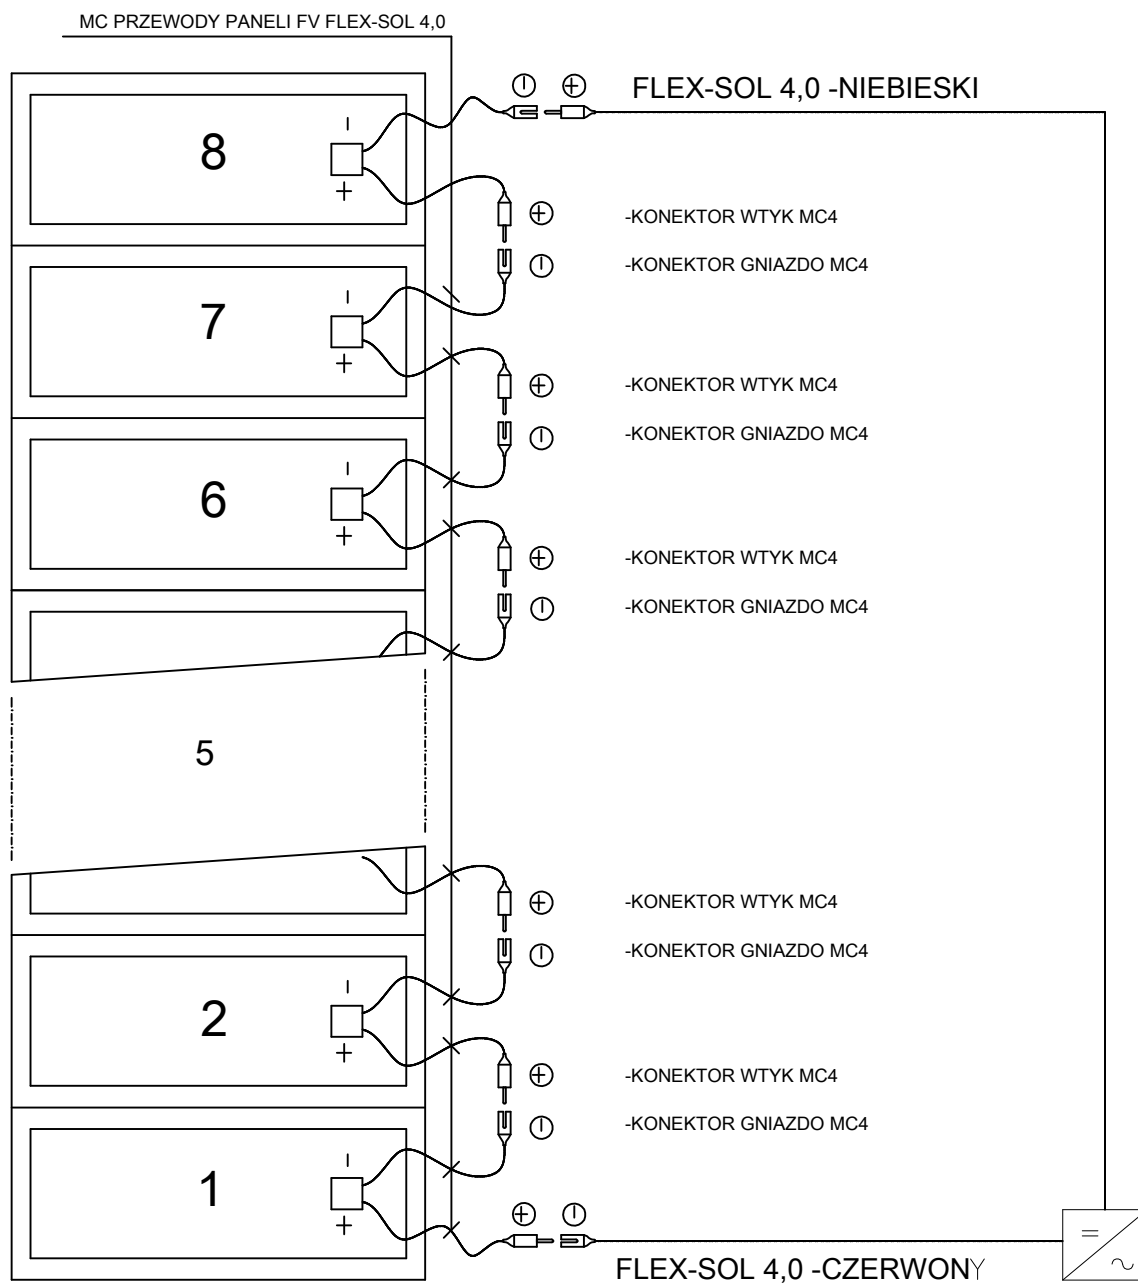 MC PRZEWODY PANELI FV FLEX-SOL 4,0
FLEX-SOL 4,0 -NIEBIESKI
8
-KONEKTOR WTYK MC4
-KONEKTOR GNIAZDO MC4
7
-KONEKTOR WTYK MC4
-KONEKTOR GNIAZDO MC4
6
-KONEKTOR WTYK MC4
-KONEKTOR GNIAZDO MC4
5
-KONEKTOR WTYK MC4
-KONEKTOR GNIAZDO MC4
2
-KONEKTOR WTYK MC4
-KONEKTOR GNIAZDO MC4
1
FLEX-SOL 4,0 -CZERWONY